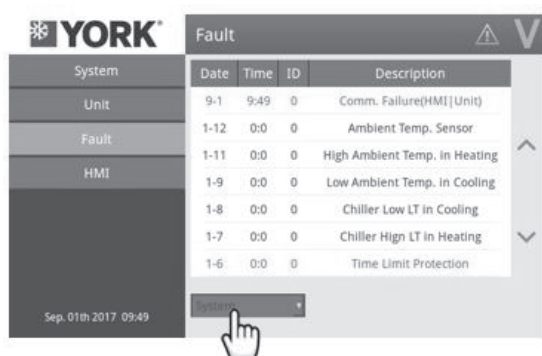 YORK
Fault
V
System
Unit
Fault
HMI
Date Time ID Description
9-1 9:49 0 Comm. Failure(HMI|Unit)
1-12 0:0 0 Ambient Temp. Sensor
1-11 0:0 0 High Ambient Temp. in Heating
1-9 0:0 0 Low Ambient Temp. in Cooling
1-8 0:0 0 Chiller Low LT in Cooling
1-7 0:0 0 Chiller Hign LT in Heating
1-6 0:0 0 Time Limit Protection
System
Sep. 01th 2017 09:49